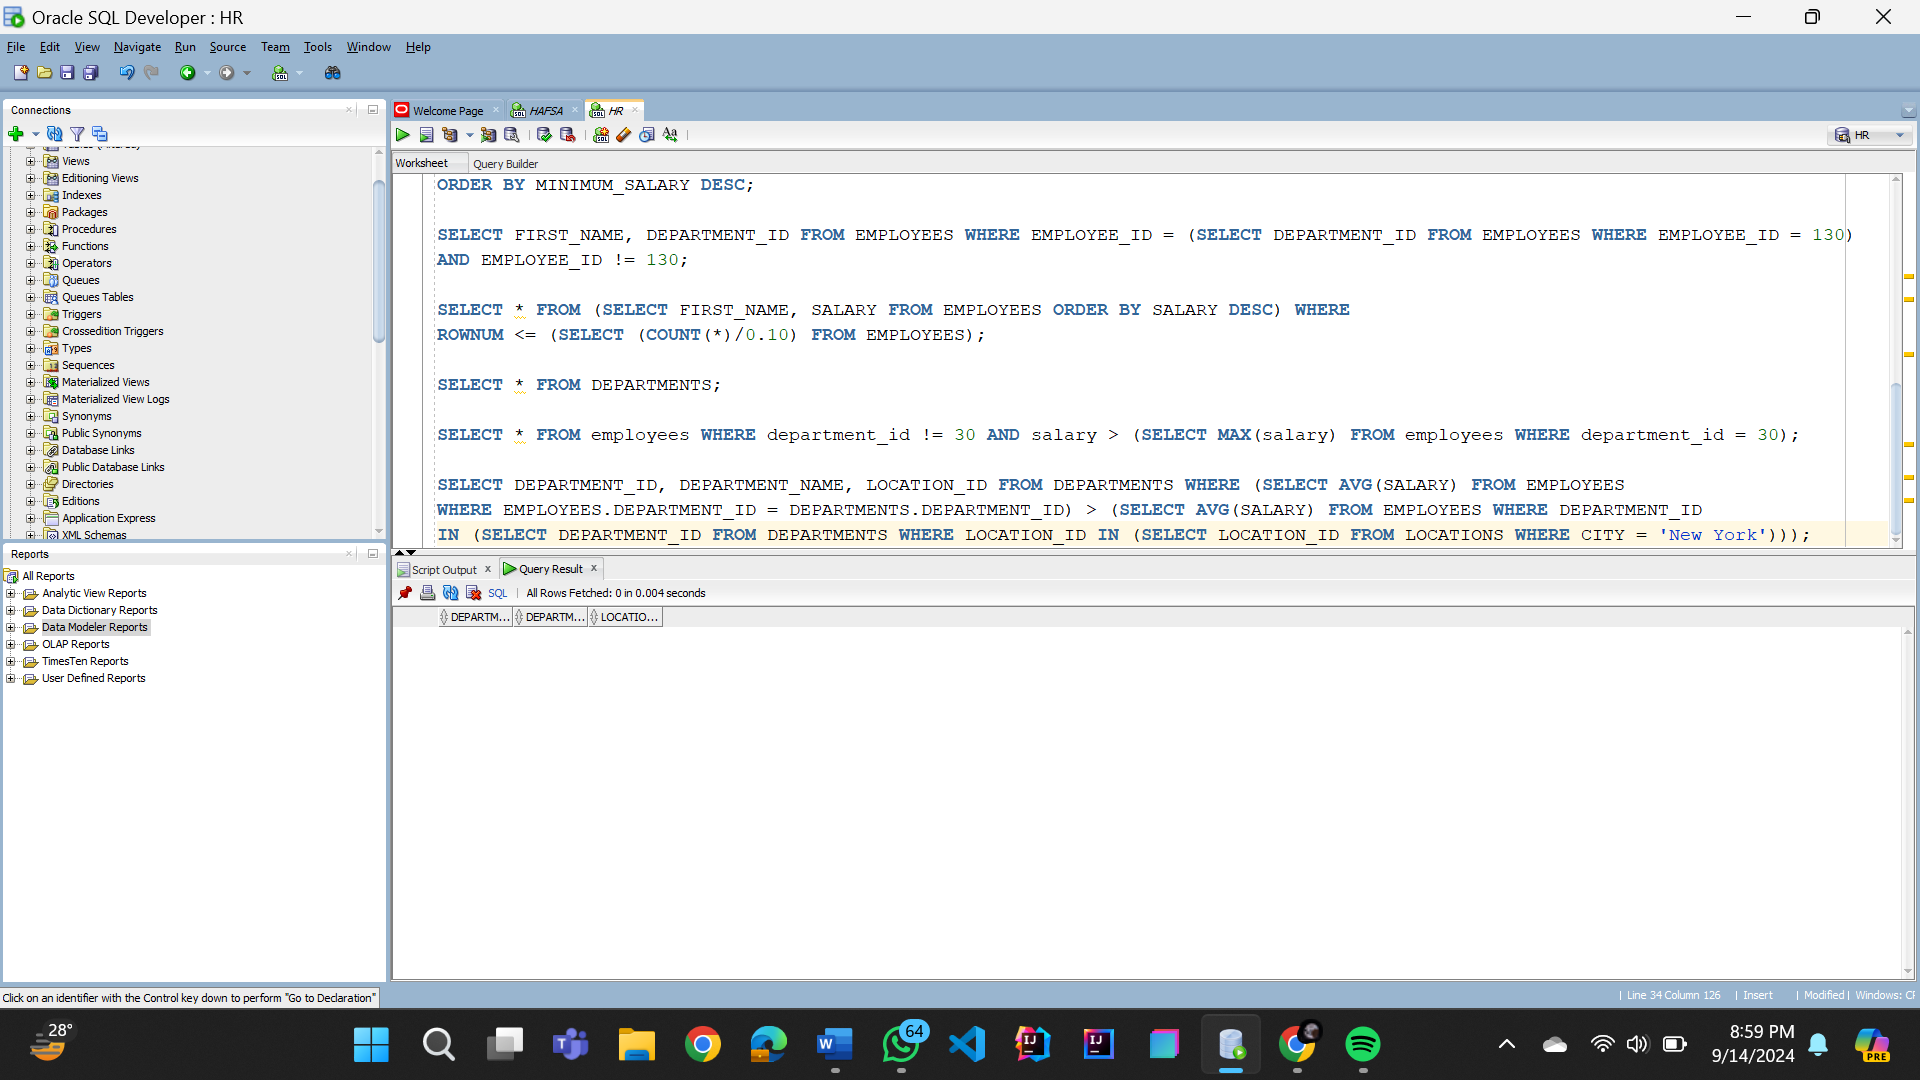 Oracle SQL Developer : HR
File Edit View Navigate Run Source Team Tools Window Help
Connections
Views
Editioning Views
Indexes
Packages
Procedures
Functions
Operators
Queues
Queues Tables
Triggers
Crossedition Triggers
Types
Sequences
Materialized Views
Materialized View Logs
Synonyms
Public Synonyms
Database Links
Public Database Links
Directories
Editions
Application Express
XML Schemas
Reports
All Reports
Analytic View Reports
Data Dictionary Reports
Data Modeler Reports
OLAP Reports
TimesTen Reports
User Defined Reports
Welcome Page HAFSA HR
HR
Worksheet Query Builder
ORDER BY MINIMUM_SALARY DESC;
SELECT FIRST_NAME, DEPARTMENT_ID FROM EMPLOYEES WHERE EMPLOYEE_ID = (SELECT DEPARTMENT_ID FROM EMPLOYEES WHERE EMPLOYEE_ID = 130)
AND EMPLOYEE_ID != 130;
SELECT * FROM (SELECT FIRST_NAME, SALARY FROM EMPLOYEES ORDER BY SALARY DESC) WHERE
ROWNUM <= (SELECT (COUNT(*)/0.10) FROM EMPLOYEES);
SELECT * FROM DEPARTMENTS;
SELECT * FROM employees WHERE department_id != 30 AND salary > (SELECT MAX(salary) FROM employees WHERE department_id = 30);
SELECT DEPARTMENT_ID, DEPARTMENT_NAME, LOCATION_ID FROM DEPARTMENTS WHERE (SELECT AVG(SALARY) FROM EMPLOYEES
WHERE EMPLOYEES.DEPARTMENT_ID = DEPARTMENTS.DEPARTMENT_ID) > (SELECT AVG(SALARY) FROM EMPLOYEES WHERE DEPARTMENT_ID
IN (SELECT DEPARTMENT_ID FROM DEPARTMENTS WHERE LOCATION_ID IN (SELECT LOCATION_ID FROM LOCATIONS WHERE CITY = 'New York')));
Script Output Query Result
SQL All Rows Fetched: 0 in 0.004 seconds
DEPARTM... DEPARTM... LOCATIO...
Click on an identifier with the Control key down to perform "Go to Declaration"
Line 34 Column 126 Insert Modified Windows: CF
28°
64
8:59 PM
9/14/2024
PRE